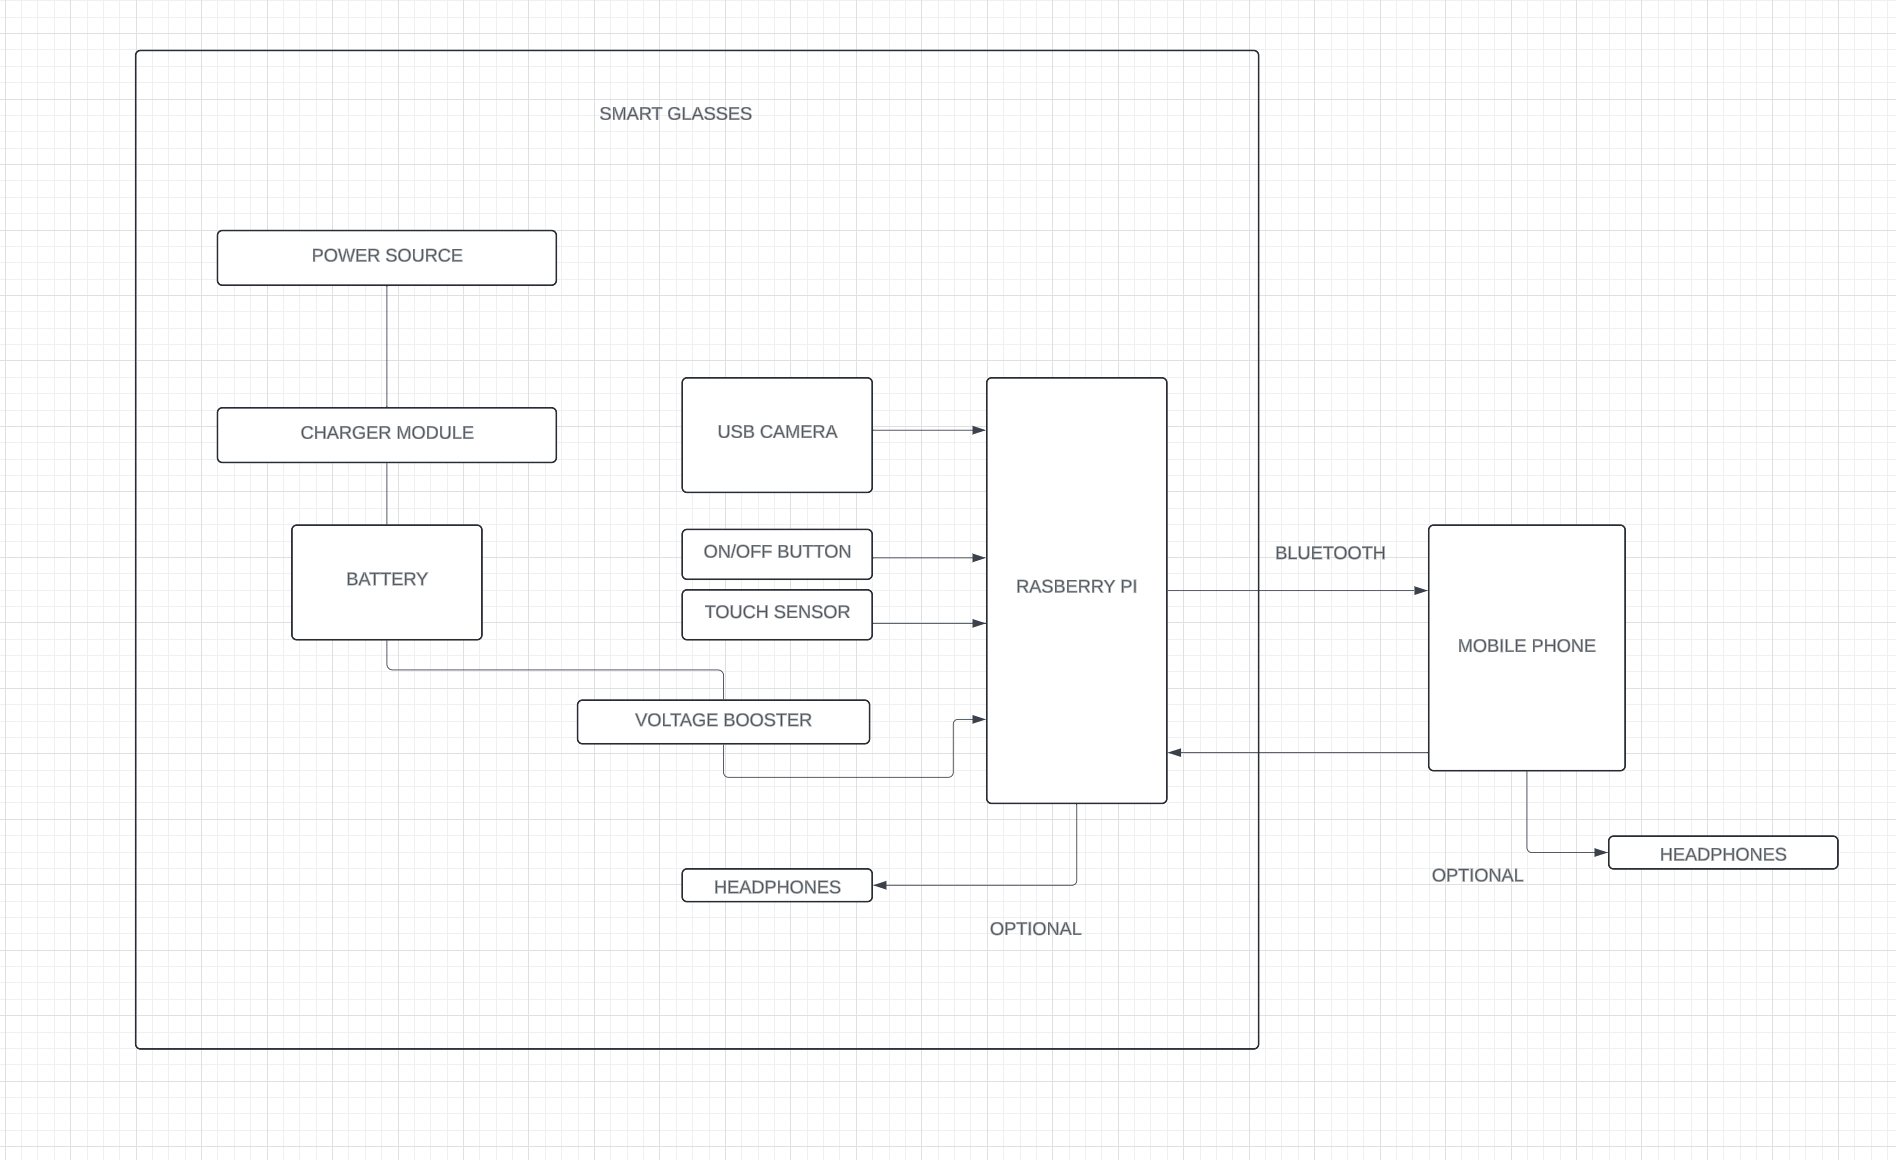 SMART GLASSES
POWER SOURCE
CHARGER MODULE
USB CAMERA
ON/OFF BUTTON
BLUETOOTH
BATTERY
RASBERRY PI
TOUCH SENSOR
MOBILE PHONE
VOLTAGE BOOSTER
HEADPHONES
OPTIONAL
HEADPHONES
OPTIONAL